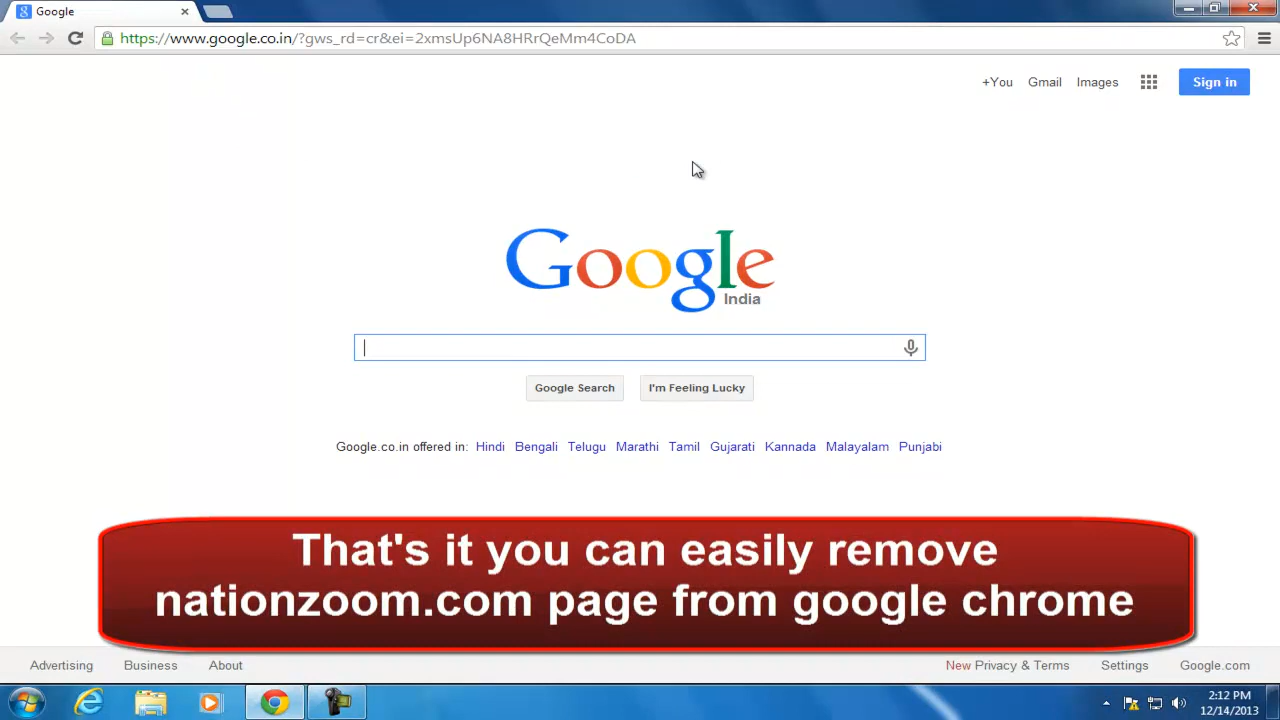 Google
https://www.google.co.in/?gws_rd=cr&ei=2xmsUp6NA8HRrQeMm4CoDA
+You Gmail Images Sign in
Google
India
Google Search I'm Feeling Lucky
Google.co.in offered in: Hindi Bengali Telugu Marathi Tamil Gujarati Kannada Malayalam Punjabi
That's it you can easily remove
nationzoom.com page from google chrome
Advertising Business About New Privacy & Terms Settings Google.com
2:12 PM
12/14/2013